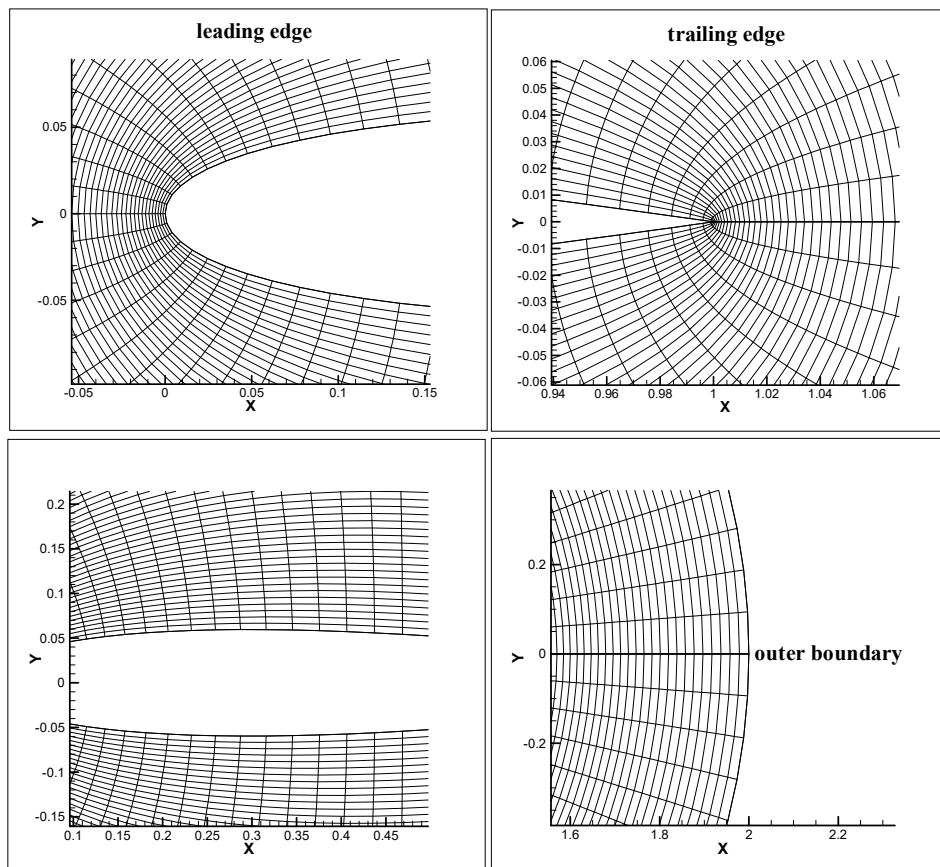 leading edge
Y
0.05
0
-0.05
-0.05 0 0.05 0.1 0.15
X
trailing edge
Y
0.06
0.05
0.04
0.03
0.02
0.01
0
-0.01
-0.02
-0.03
-0.04
-0.05
-0.06
0.94 0.96 0.98 1 1.02 1.04 1.06
X
Y
0.2
0.15
0.1
0.05
0
-0.05
-0.1
-0.15
0.1 0.15 0.2 0.25 0.3 0.35 0.4 0.45
X
Y
0.2
0
-0.2
outer boundary
1.6 1.8 2 2.2
X